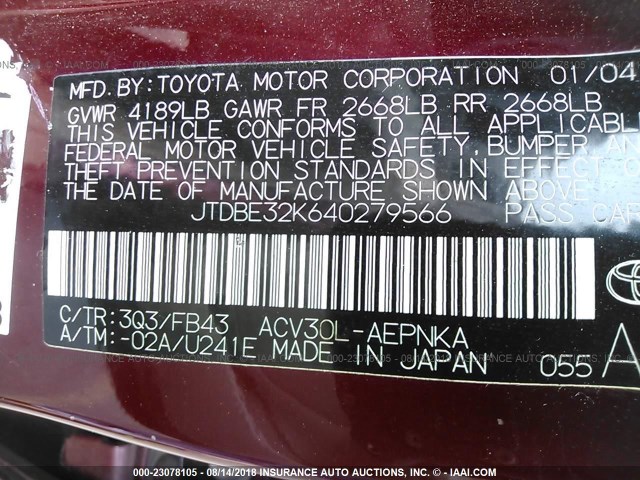 MFD. BY: TOYOTA MOTOR CORPORATION 01/04
GVWR 4189LB GAWR FR 2668LB RR 2668LB
THIS VEHICLE CONFORMS TO ALL APPLICABLE
FEDERAL MOTOR VEHICLE SAFETY, BUMPER, AN
THEFT PREVENTION STANDARDS IN EFFECT O
DATE OF MANUFACTURE SHOWN ABOVE.
JTDBE32K640279566 PASS CAR
C/TR: 3Q3/FB43 ACV30L-AEPNKA
A/TM: -02A/U241E MADE IN JAPAN 055 A
000-23078105 - 08/14/2018 INSURANCE AUTO AUCTIONS, INC. - © IAAI.COM